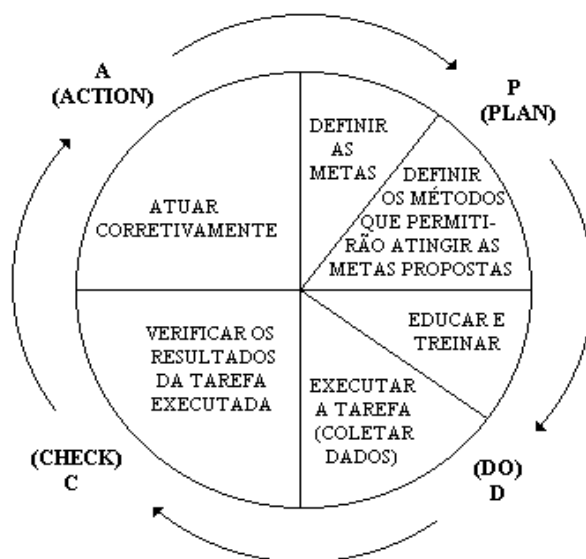 A
(ACTION)
P
(PLAN)
DEFINIR
AS
METAS
DEFINIR
OS MÉTODOS
QUE PERMITI-
RÃO ATINGIR AS
METAS PROPOSTAS
ATUAR
CORRETIVAMENTE
EDUCAR E
TREINAR
VERIFICAR OS
RESULTADOS
DA TAREFA
EXECUTADA
EXECUTAR
A TAREFA
(COLETAR
DADOS)
(CHECK)
C
(DO)
D